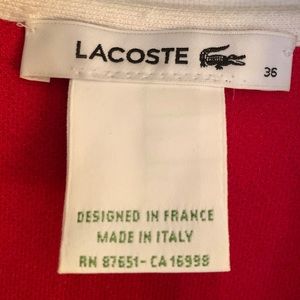 LACOSTE
36
DESIGNED IN FRANCE
MADE IN ITALY
RN 87651-CA 16998